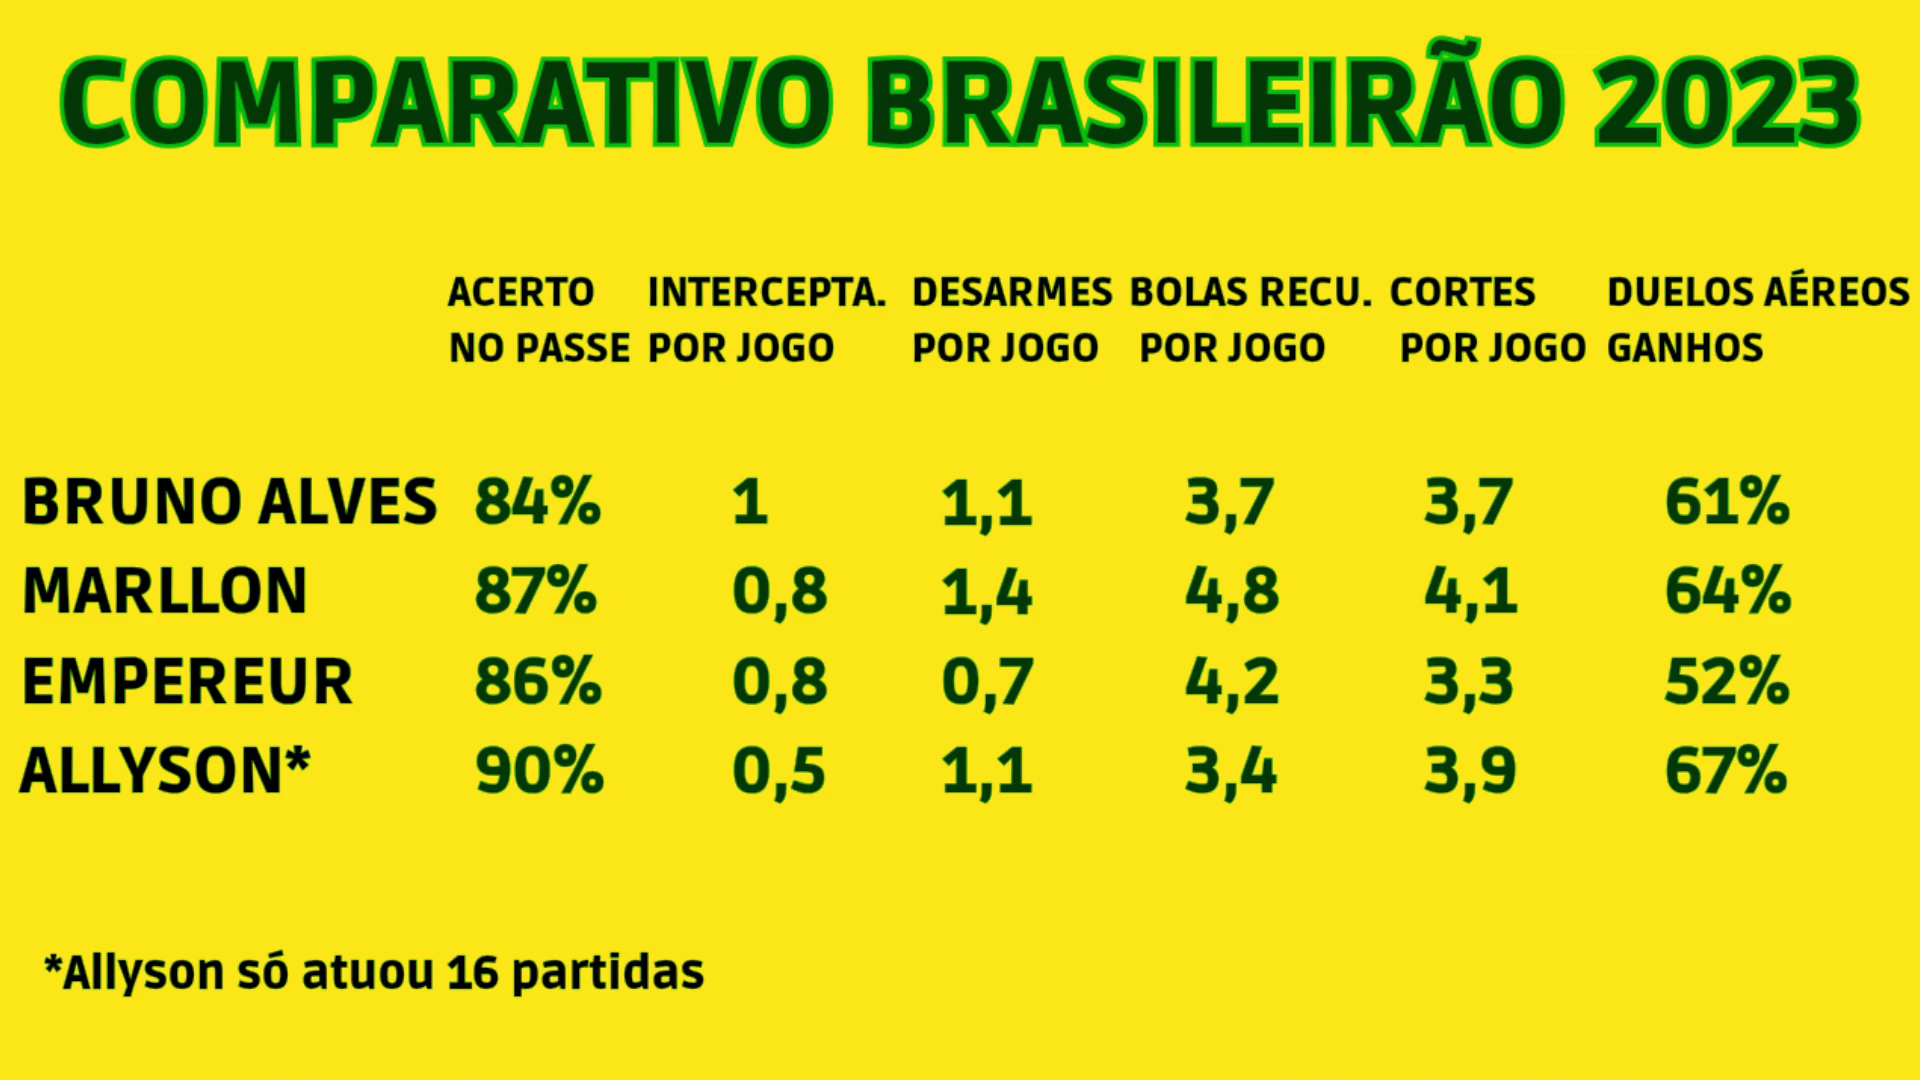 COMPARATIVO BRASILEIRÃO 2023
ACERTO INTERCEPTA. DESARMES BOLAS RECU. CORTES DUELOS AÉREOS
NO PASSE POR JOGO POR JOGO POR JOGO POR JOGO GANHOS
BRUNO ALVES 84% 1 1,1 3,7 3,7 61%
MARLLON 87% 0,8 1,4 4,8 4,1 64%
EMPEREUR 86% 0,8 0,7 4,2 3,3 52%
ALLYSON* 90% 0,5 1,1 3,4 3,9 67%
*Allyson só atuou 16 partidas